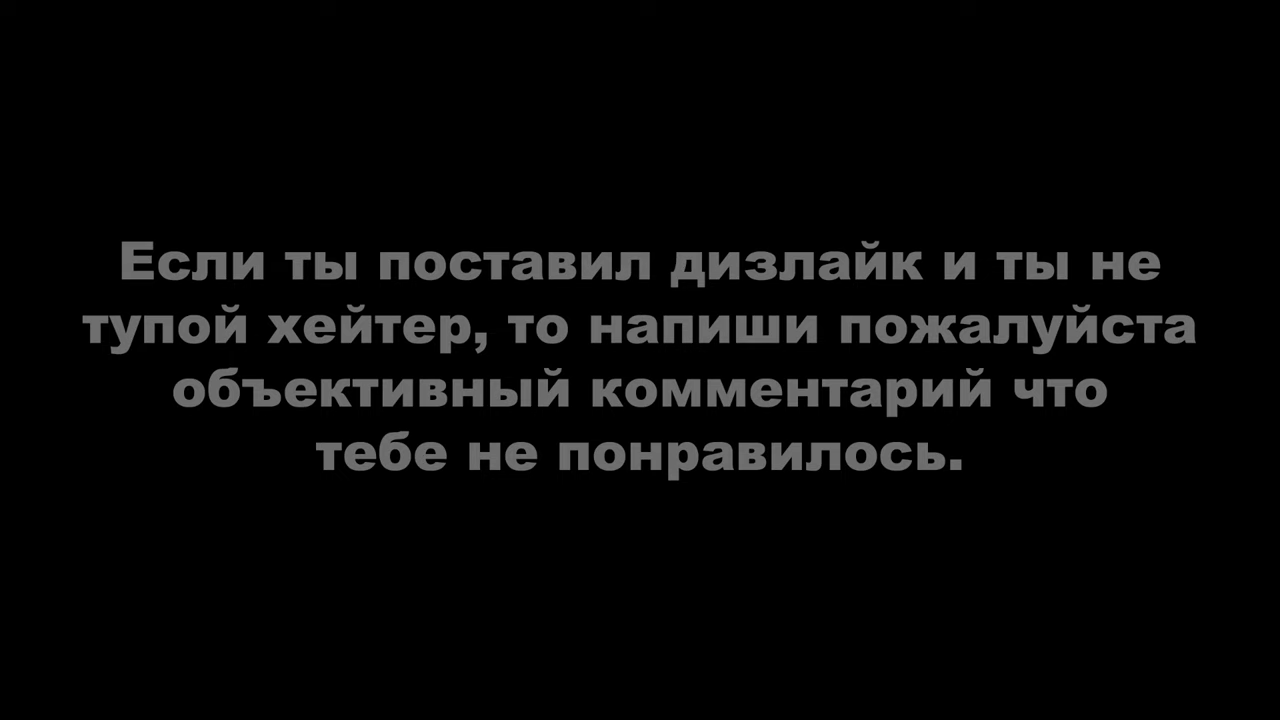 Если ты поставил дизлайк и ты не
тупой хейтер, то напиши пожалуйста
объективный комментарий что
тебе не понравилось.